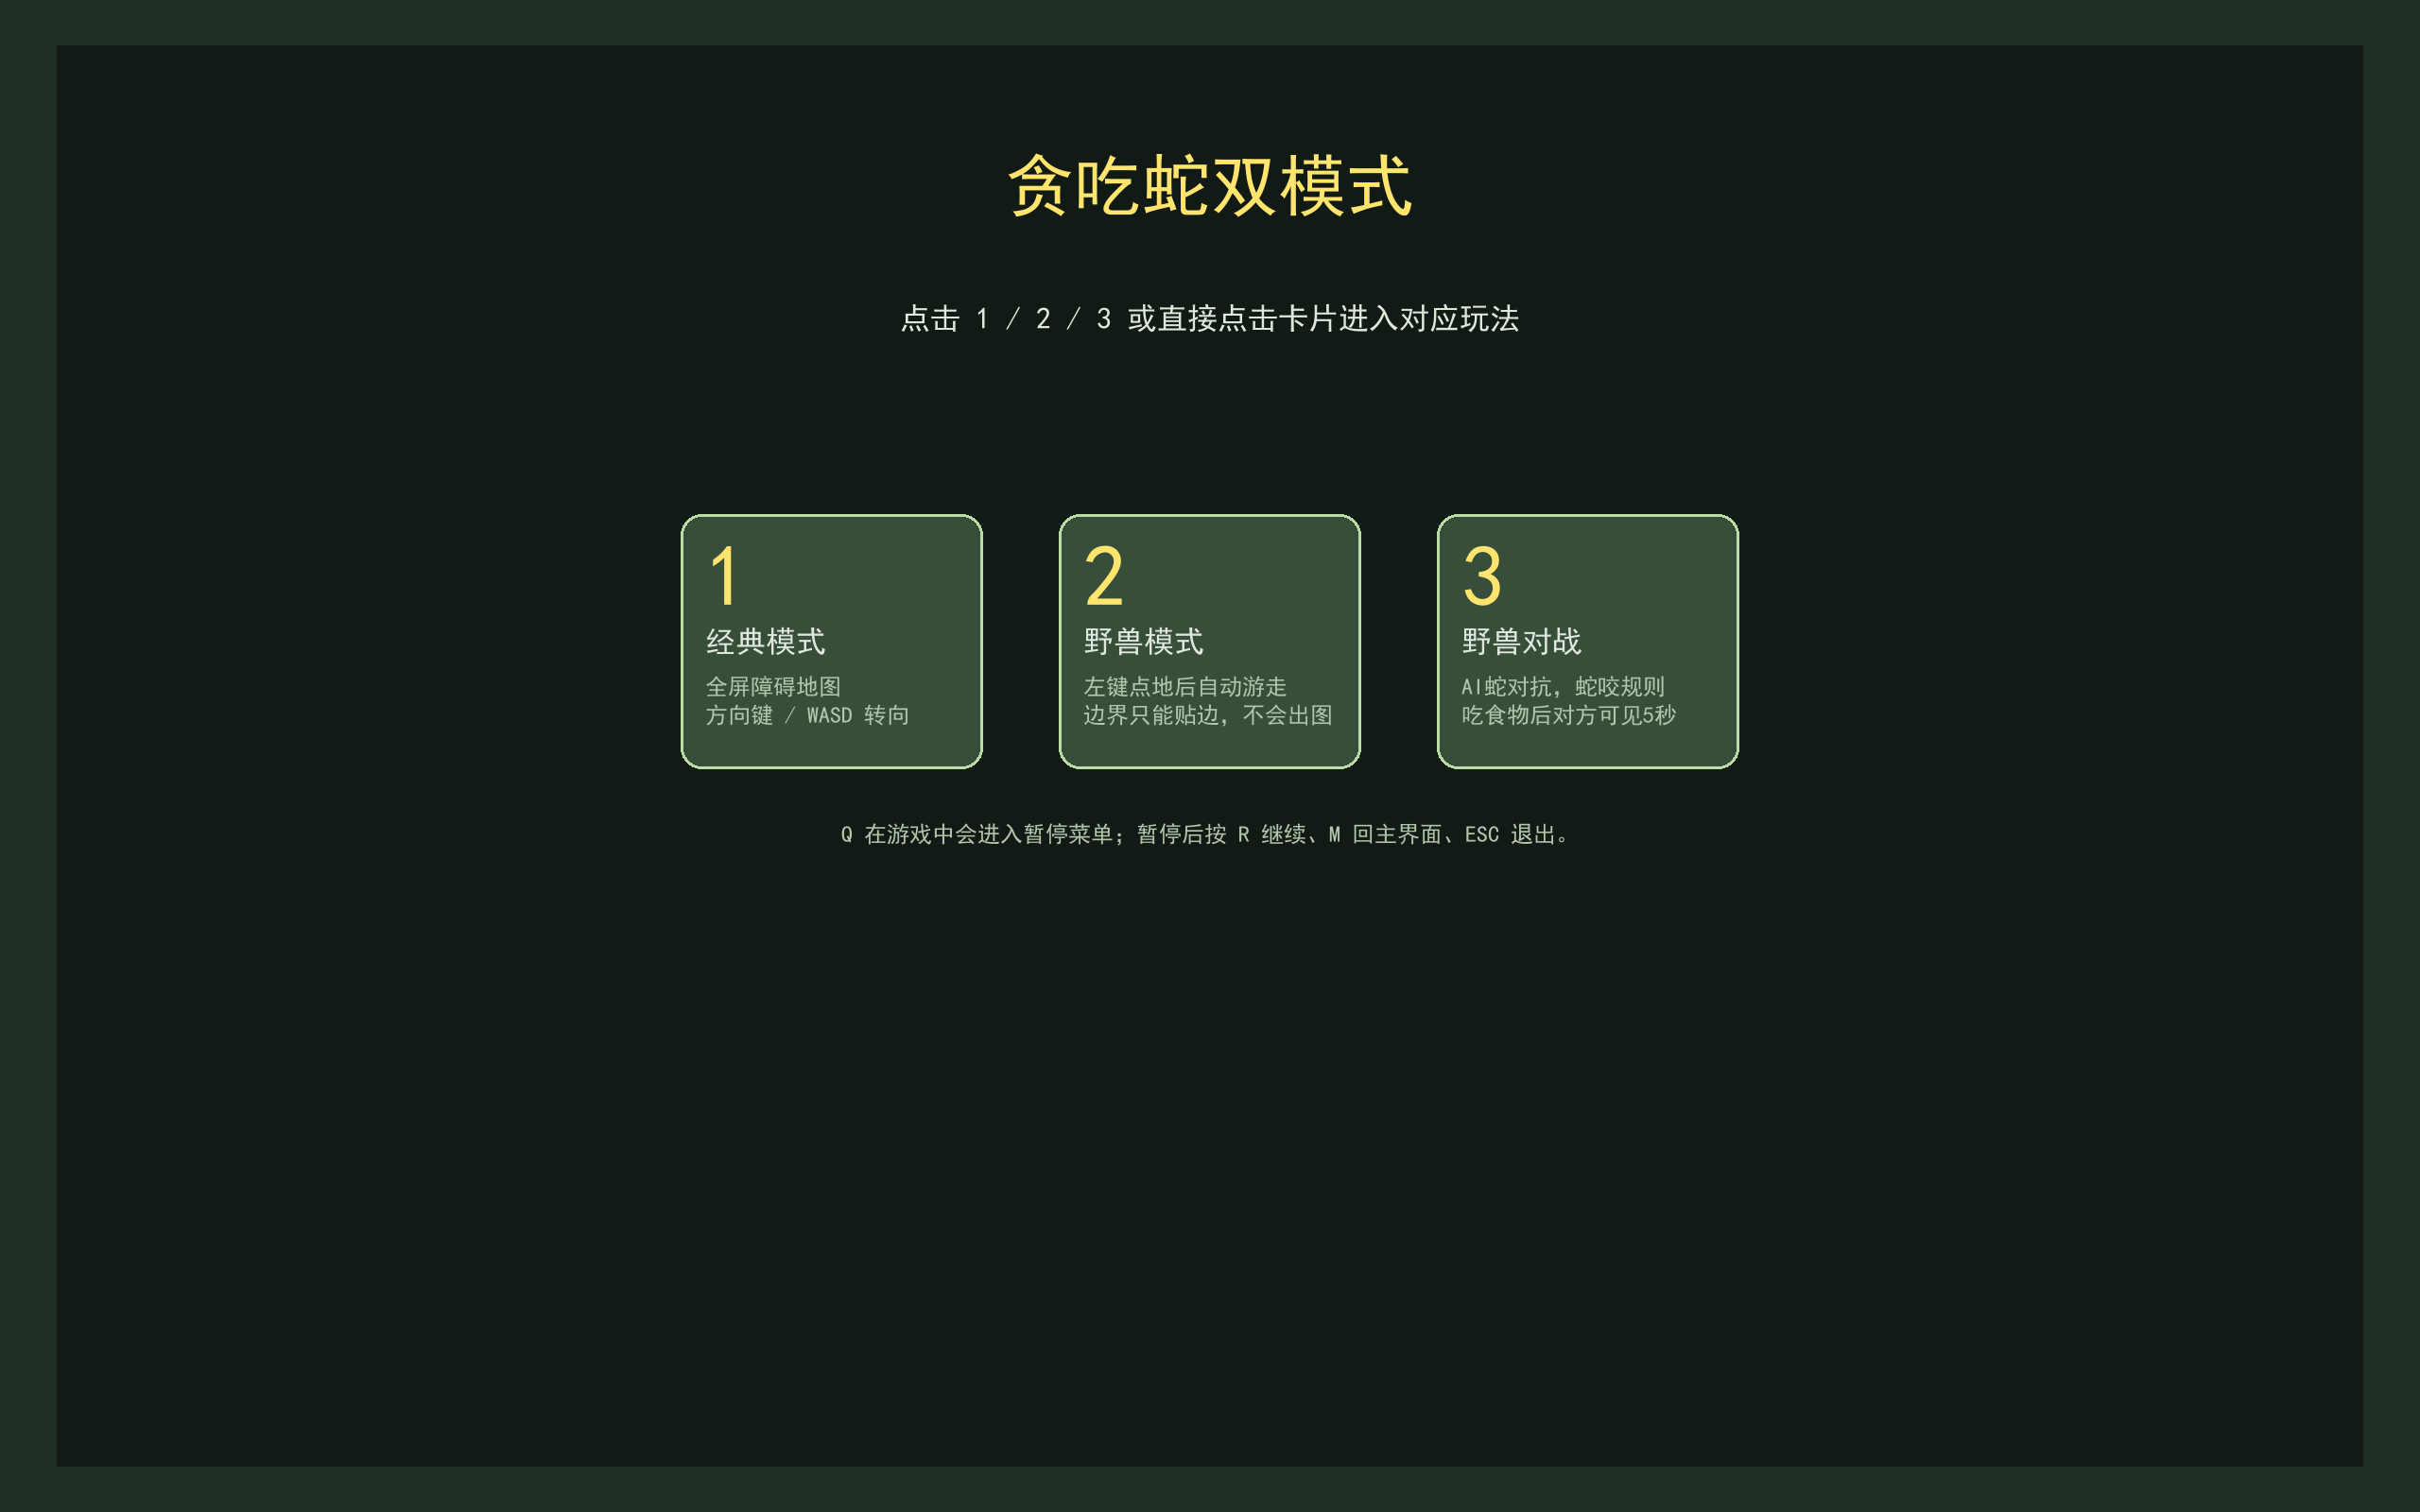 贪吃蛇双模式
点击 1 / 2 / 3 或直接点击卡片进入对应玩法
1
经典模式
全屏障碍地图
方向键 / WASD 转向
2
野兽模式
左键点地后自动游走
边界只能贴边，不会出图
3
野兽对战
AI蛇对抗，蛇咬规则
吃食物后对方可见5秒
Q 在游戏中会进入暂停菜单；暂停后按 R 继续、M 回主界面、ESC 退出。